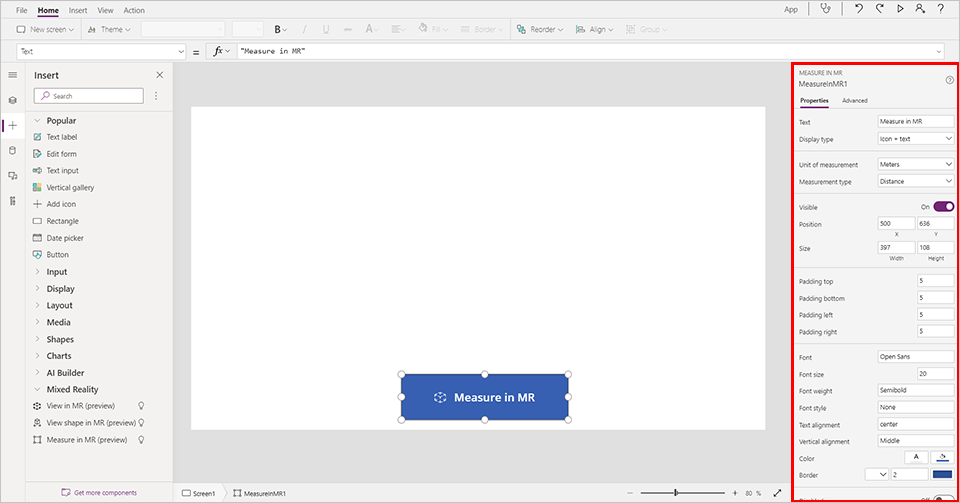 File Home Insert View Action App
New screen Theme B Fill Border Reorder Align Group
Text = fx "Measure in MR"
Insert
Search
Popular
Text label
Edit form
Text input
Vertical gallery
Add icon
Rectangle
Date picker
Button
Input
Display
Layout
Media
Shapes
Charts
AI Builder
Mixed Reality
View in MR (preview)
View shape in MR (preview)
Measure in MR (preview)
Get more components
Measure in MR
Screen1 MeasureInMR1 80 %
MEASURE IN MR
MeasureInMR1
Properties Advanced
Text Measure in MR
Display type Icon + text
Unit of measurement Meters
Measurement type Distance
Visible On
Position 500 636
X Y
Size 397 108
Width Height
Padding top 5
Padding bottom 5
Padding left 5
Padding right 5
Font Open Sans
Font size 20
Font weight Semibold
Font style None
Text alignment center
Vertical alignment Middle
Color A
Border 2
Off